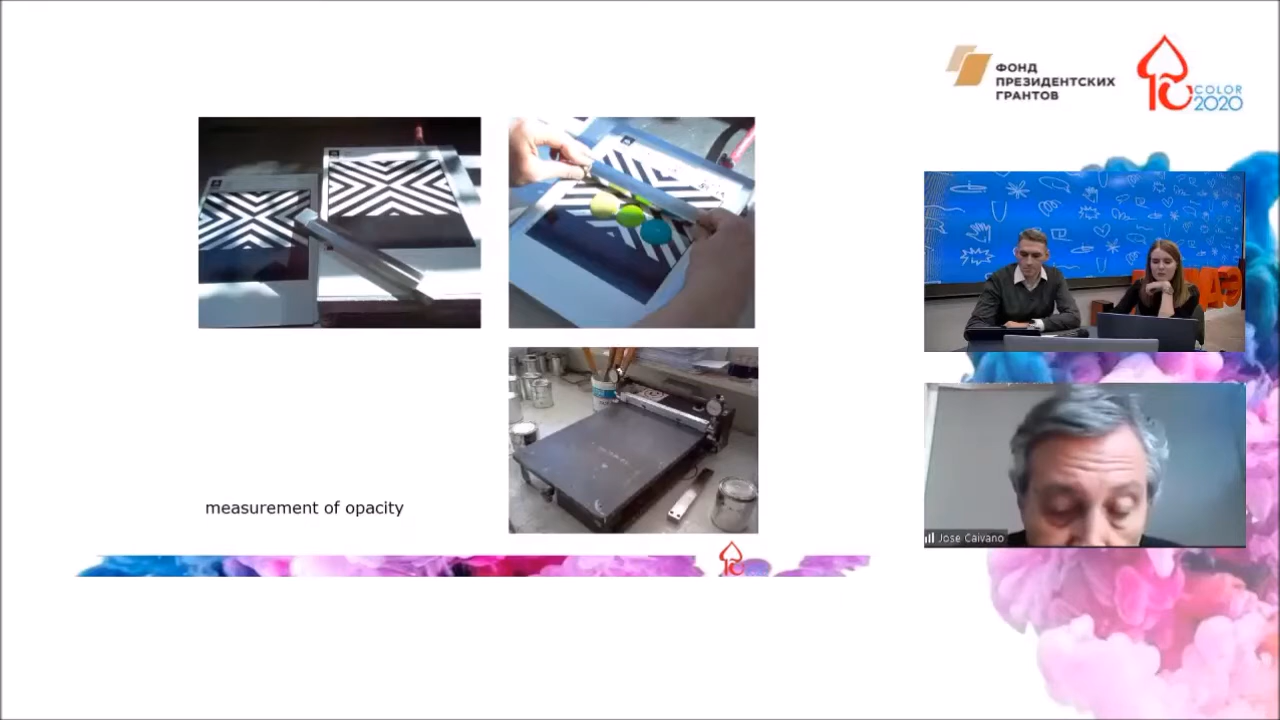 ФОНД
ПРЕЗИДЕНТСКИХ
ГРАНТОВ
COLOR
2020
measurement of opacity
Jose Caivano